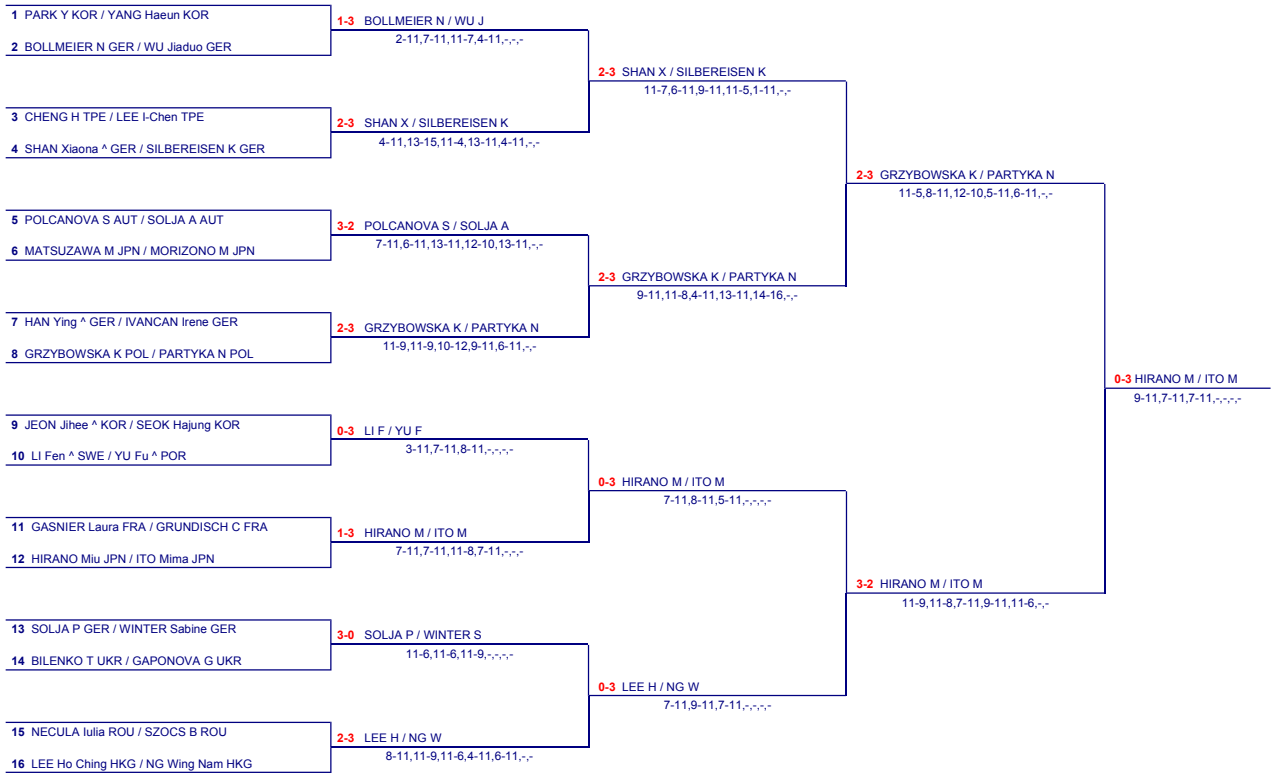 1 PARK Y KOR / YANG Haeun KOR
2 BOLLMEIER N GER / WU Jiaduo GER
3 CHENG H TPE / LEE I-Chen TPE
4 SHAN Xiaona ^ GER / SILBEREISEN K GER
5 POLCANOVA S AUT / SOLJA A AUT
6 MATSUZAWA M JPN / MORIZONO M JPN
7 HAN Ying ^ GER / IVANCAN Irene GER
8 GRZYBOWSKA K POL / PARTYKA N POL
9 JEON Jihee ^ KOR / SEOK Hajung KOR
10 LI Fen ^ SWE / YU Fu ^ POR
11 GASNIER Laura FRA / GRUNDISCH C FRA
12 HIRANO Miu JPN / ITO Mima JPN
13 SOLJA P GER / WINTER Sabine GER
14 BILENKO T UKR / GAPONOVA G UKR
15 NECULA Iulia ROU / SZOCS B ROU
16 LEE Ho Ching HKG / NG Wing Nam HKG
1-3 BOLLMEIER N / WU J
2-11,7-11,11-7,4-11,-,-,-
2-3 SHAN X / SILBEREISEN K
4-11,13-15,11-4,13-11,4-11,-,-
3-2 POLCANOVA S / SOLJA A
7-11,6-11,13-11,12-10,13-11,-,-
2-3 GRZYBOWSKA K / PARTYKA N
11-9,11-9,10-12,9-11,6-11,-,-
0-3 LI F / YU F
3-11,7-11,8-11,-,-,-,-
1-3 HIRANO M / ITO M
7-11,7-11,11-8,7-11,-,-,-
3-0 SOLJA P / WINTER S
11-6,11-6,11-9,-,-,-,-
2-3 LEE H / NG W
8-11,11-9,11-6,4-11,6-11,-,-
2-3 SHAN X / SILBEREISEN K
11-7,6-11,9-11,11-5,1-11,-,-
2-3 GRZYBOWSKA K / PARTYKA N
9-11,11-8,4-11,13-11,14-16,-,-
0-3 HIRANO M / ITO M
7-11,8-11,5-11,-,-,-,-
0-3 LEE H / NG W
7-11,9-11,7-11,-,-,-,-
2-3 GRZYBOWSKA K / PARTYKA N
11-5,8-11,12-10,5-11,6-11,-,-
3-2 HIRANO M / ITO M
11-9,11-8,7-11,9-11,11-6,-,-
0-3 HIRANO M / ITO M
9-11,7-11,7-11,-,-,-,-